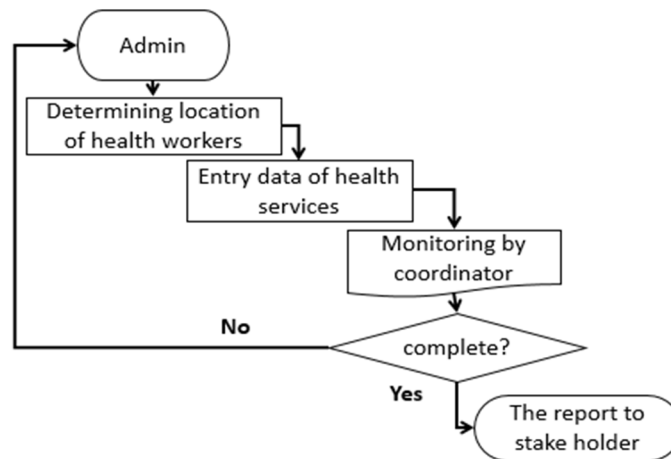 Admin
Determining location
of health workers
Entry data of health
services
Monitoring by
coordinator
No
complete?
Yes
The report to
stake holder